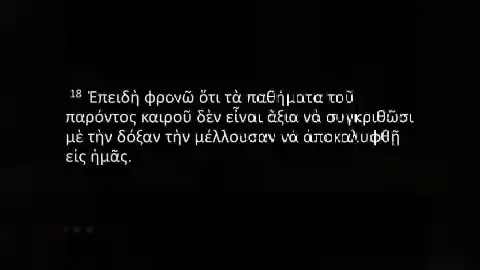 18 Ἐπειδὴ φρονῶ ὅτι τὰ παθήματα τοῦ
παρόντος καιροῦ δὲν εἶναι ἄξια νὰ συγκριθῶσι
μὲ τὴν δόξαν τὴν μέλλουσαν νὰ ἀποκαλυφθῇ
εἰς ἡμᾶς.